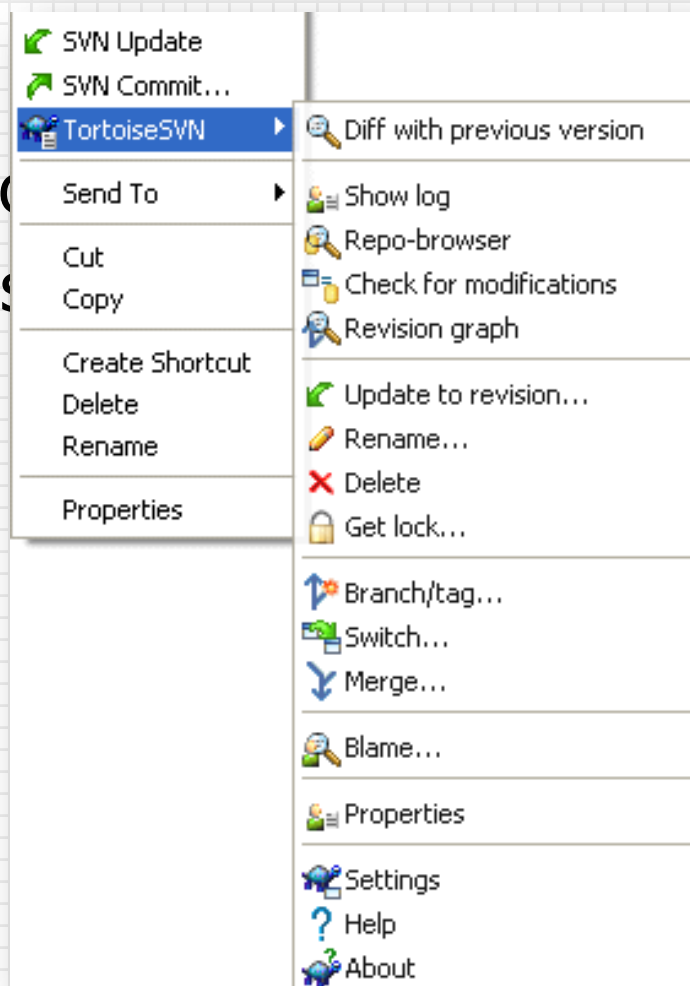 SVN Update
SVN Commit...
TortoiseSVN
Send To
Cut
Copy
Create Shortcut
Delete
Rename
Properties
Diff with previous version
Show log
Repo-browser
Check for modifications
Revision graph
Update to revision...
Rename...
Delete
Get lock...
Branch/tag...
Switch...
Merge...
Blame...
Properties
Settings
Help
About